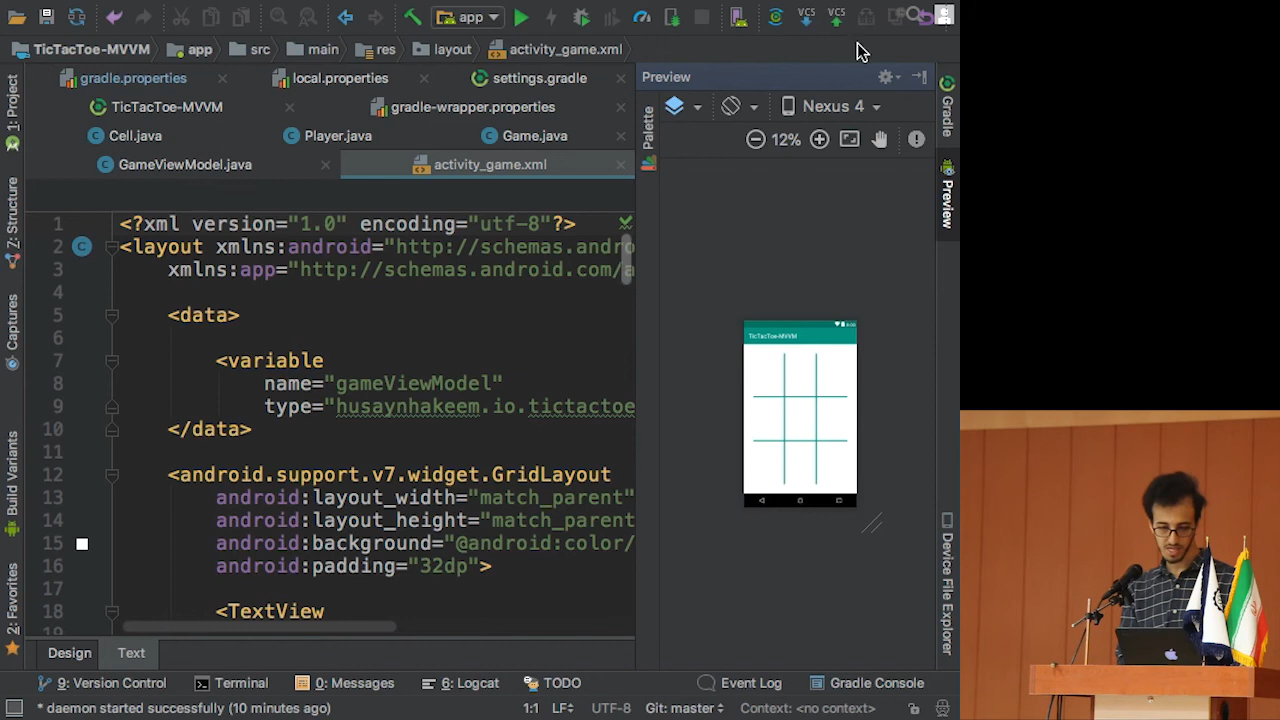 app
VCS
VCS
TicTacToe-MVVM
app
src
main
res
layout
activity_game.xml
gradle.properties
local.properties
settings.gradle
TicTacToe-MVVM
gradle-wrapper.properties
Cell.java
Player.java
Game.java
GameViewModel.java
activity_game.xml
1: Project
7: Structure
Captures
Build Variants
2: Favorites
1 <?xml version="1.0" encoding="utf-8"?>
2 <layout xmlns:android="http://schemas.andro
3 xmlns:app="http://schemas.android.com/a
4
5 <data>
6
7 <variable
8 name="gameViewModel"
9 type="husaynhakeem.io.tictactoe
10 </data>
11
12 <android.support.v7.widget.GridLayout
13 android:layout_width="match_parent"
14 android:layout_height="match_parent
15 android:background="@android:color/
16 android:padding="32dp">
17
18 <TextView
19
Design
Text
Preview
Palette
Nexus 4
12%
TicTacToe-MVVM
Gradle
Preview
Device File Explorer
9: Version Control
Terminal
0: Messages
6: Logcat
TODO
Event Log
Gradle Console
* daemon started successfully (10 minutes ago)
1:1
LF
UTF-8
Git: master
Context: <no context>